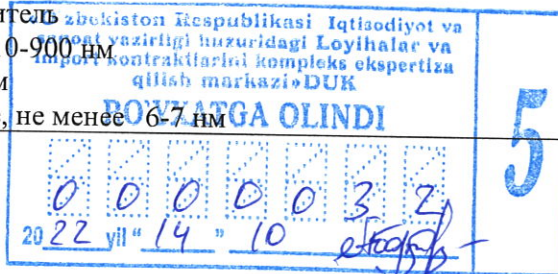 итель
0-900 нм
м
, не менее 6-7 нм
zbekiston Respublikasi Iqtisodiyot va
sanoat vazirligi huzuridagi Loyihalar va
import kontraktlarini kompleks ekspertiza
qilish markazi» DUK
RO'YXATGA OLINDI
5
0 0 0 0 0 3 2
20 22 yil " 14 " 10